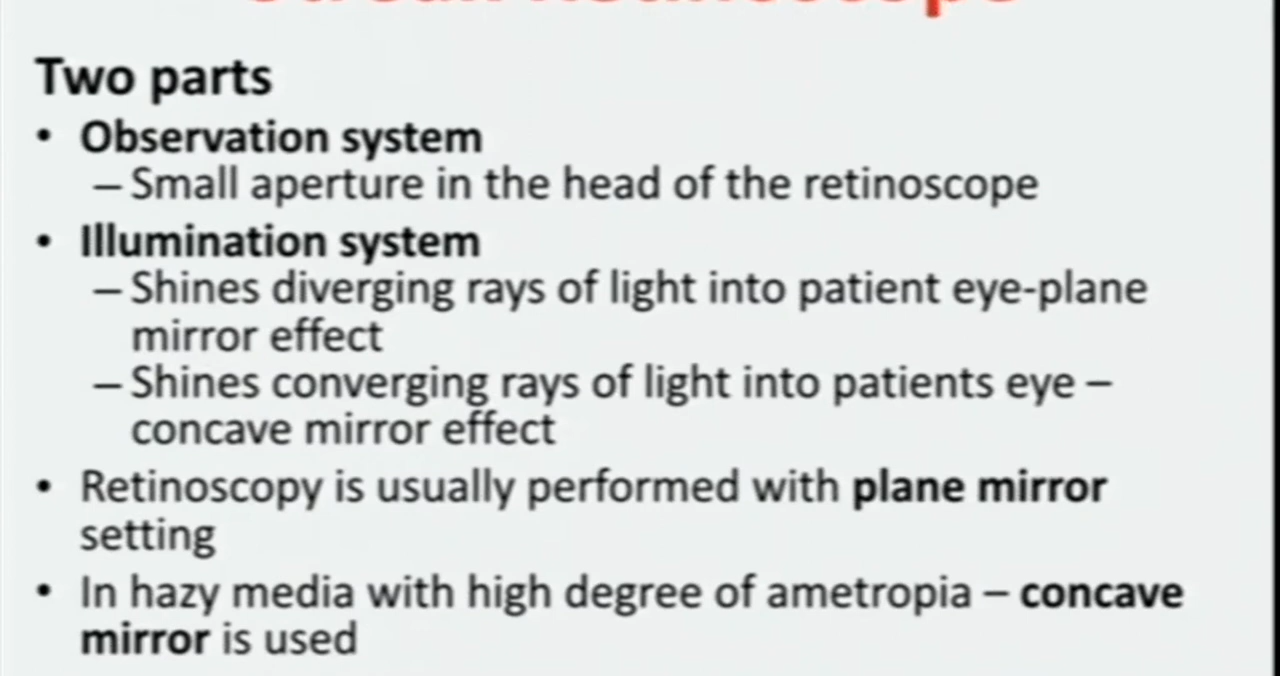 Two parts
• Observation system
– Small aperture in the head of the retinoscope
• Illumination system
– Shines diverging rays of light into patient eye-plane
mirror effect
– Shines converging rays of light into patients eye –
concave mirror effect
• Retinoscopy is usually performed with plane mirror
setting
• In hazy media with high degree of ametropia – concave
mirror is used